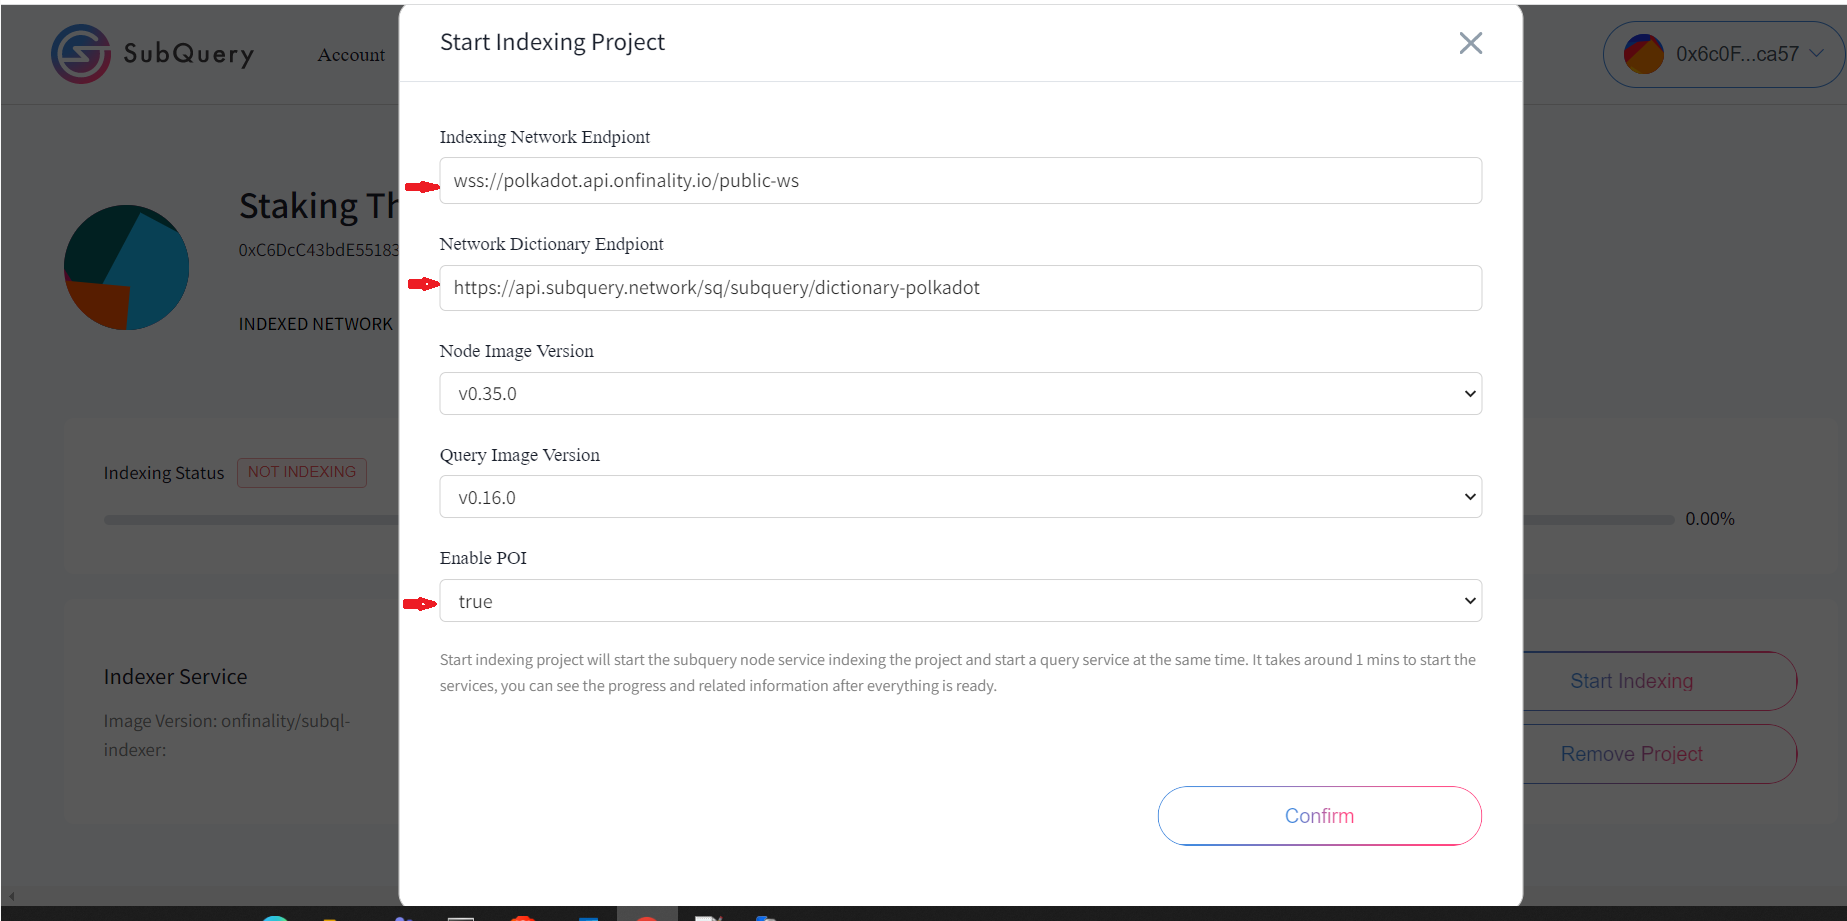 SubQuery
Account
Start Indexing Project
0x6c0F...ca57
Indexing Network Endpiont
wss://polkadot.api.onfinality.io/public-ws
Staking Th
0xC6DcC43bdE55183
INDEXED NETWORK
Network Dictionary Endpiont
https://api.subquery.network/sq/subquery/dictionary-polkadot
Node Image Version
v0.35.0
Query Image Version
v0.16.0
Indexing Status NOT INDEXING
0.00%
Enable POI
true
Start indexing project will start the subquery node service indexing the project and start a query service at the same time. It takes around 1 mins to start the
services, you can see the progress and related information after everything is ready.
Indexer Service
Image Version: onfinality/subql-
indexer:
Start Indexing
Remove Project
Confirm